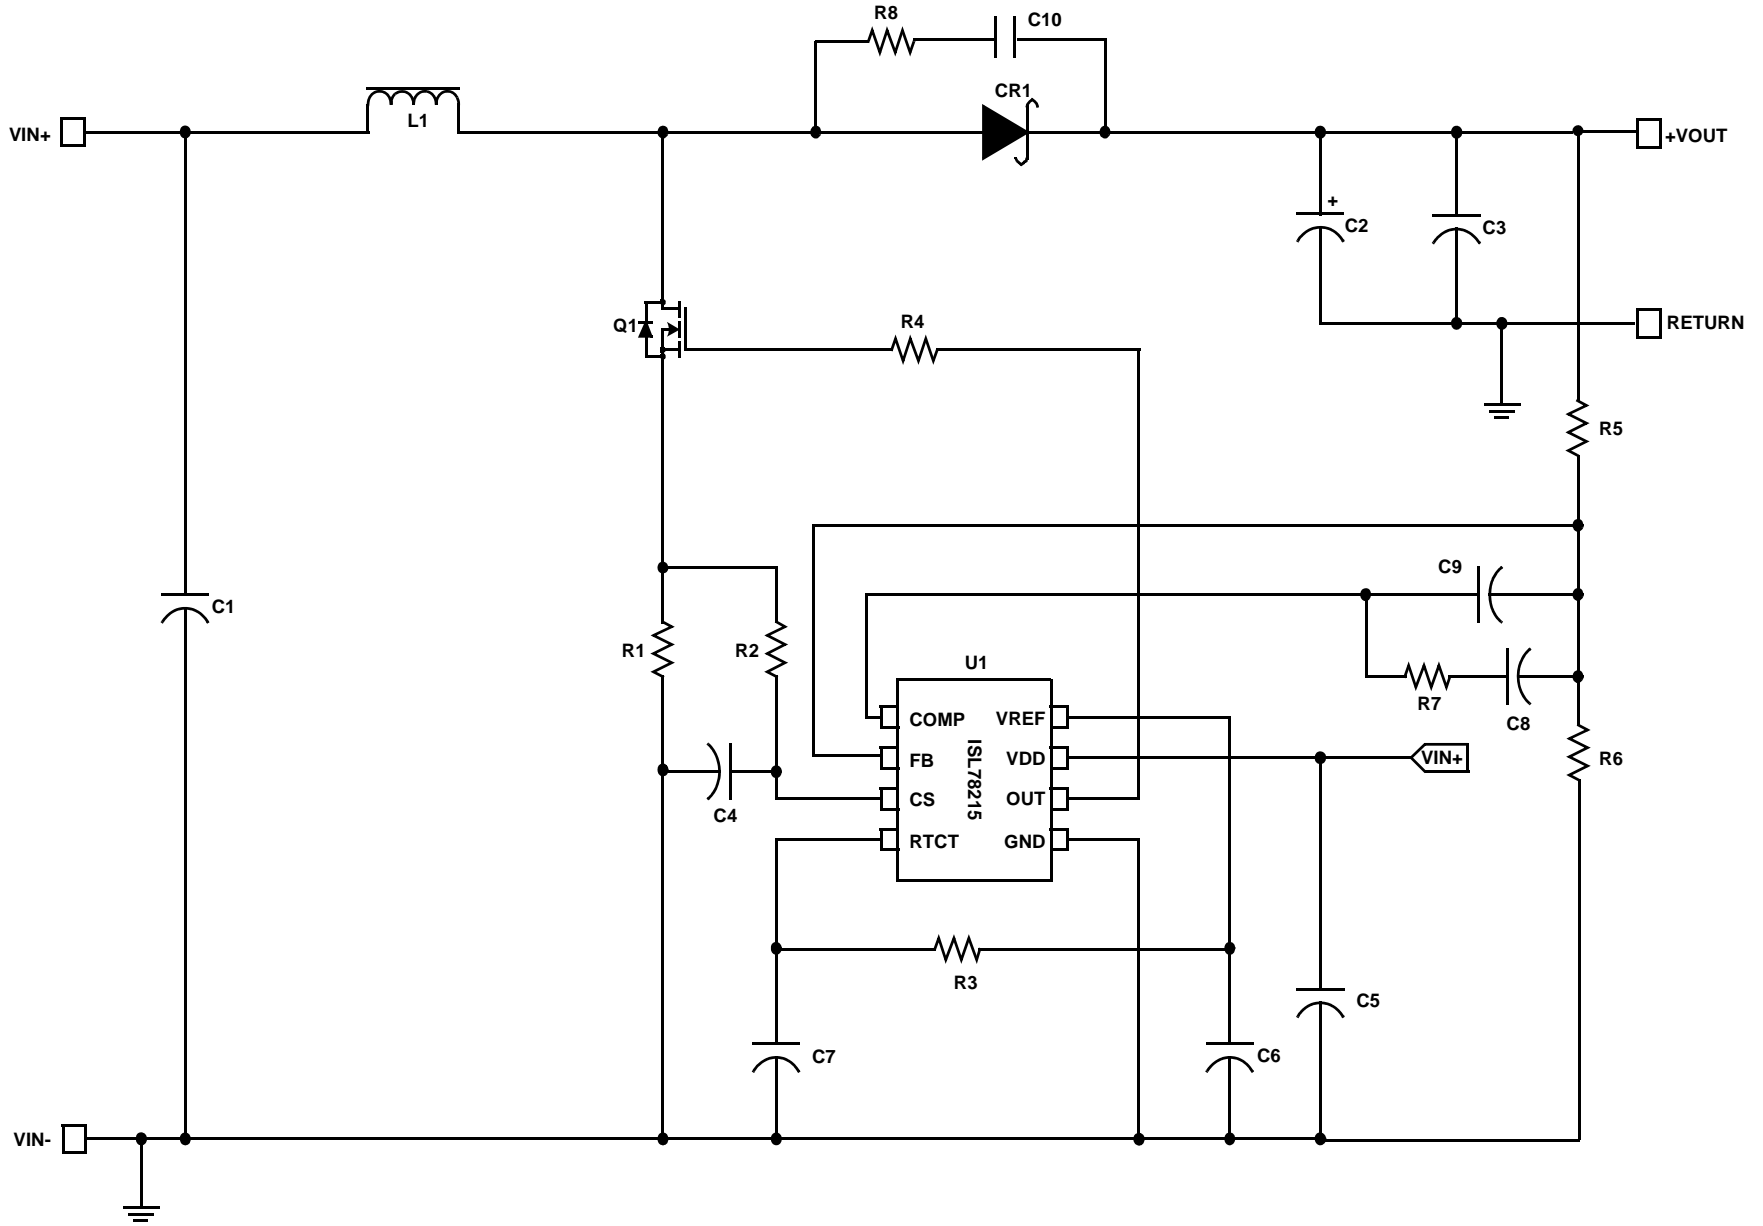 R8
C10
CR1
VIN+
L1
+VOUT
+
C2
C3
Q1
R4
RETURN
R5
C9
C1
R1
R2
U1
R7
C8
COMP
VREF
ISL78215
FB
VDD
VIN+
R6
CS
OUT
C4
RTCT
GND
R3
C5
C7
C6
VIN-